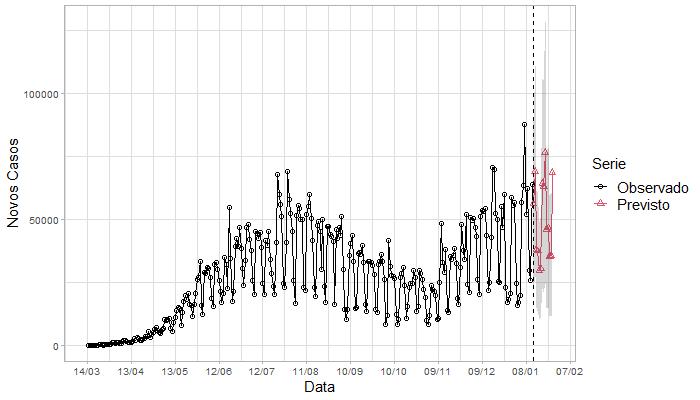 Novos Casos
100000
50000
0
14/03 13/04 13/05 12/06 12/07 11/08 10/09 10/10 09/11 09/12 08/01 07/02
Data
Serie
Observado
Previsto